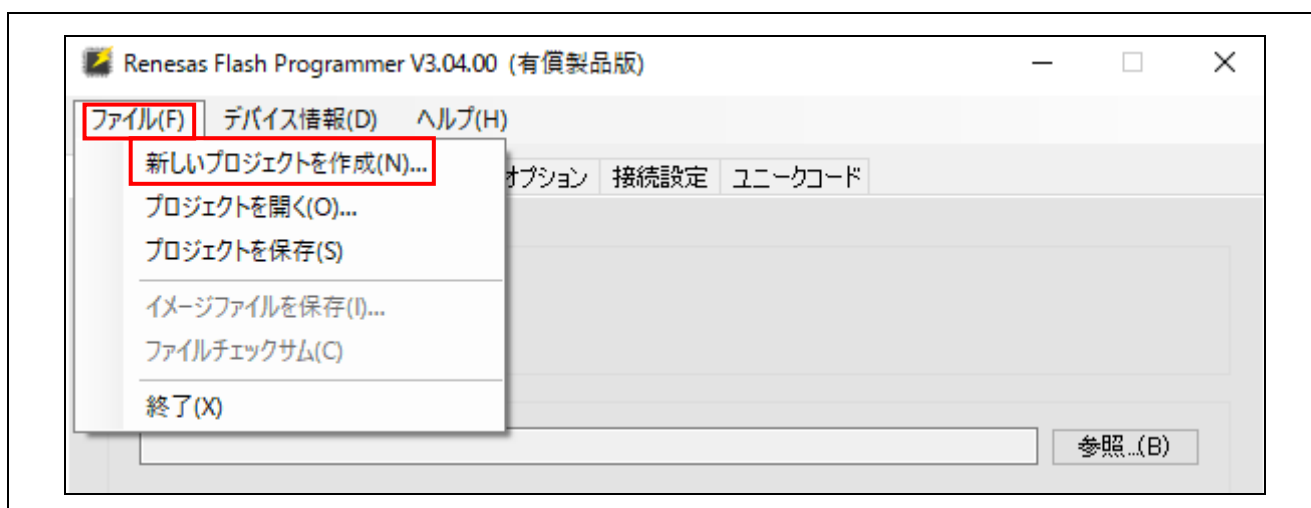 Renesas Flash Programmer V3.04.00 (有償製品版)
ファイル(F) デバイス情報(D) ヘルプ(H)
新しいプロジェクトを作成(N)...
オプション 接続設定 ユニークコード
プロジェクトを開く(O)...
プロジェクトを保存(S)
イメージファイルを保存(I)...
ファイルチェックサム(C)
終了(X)
参照...(B)